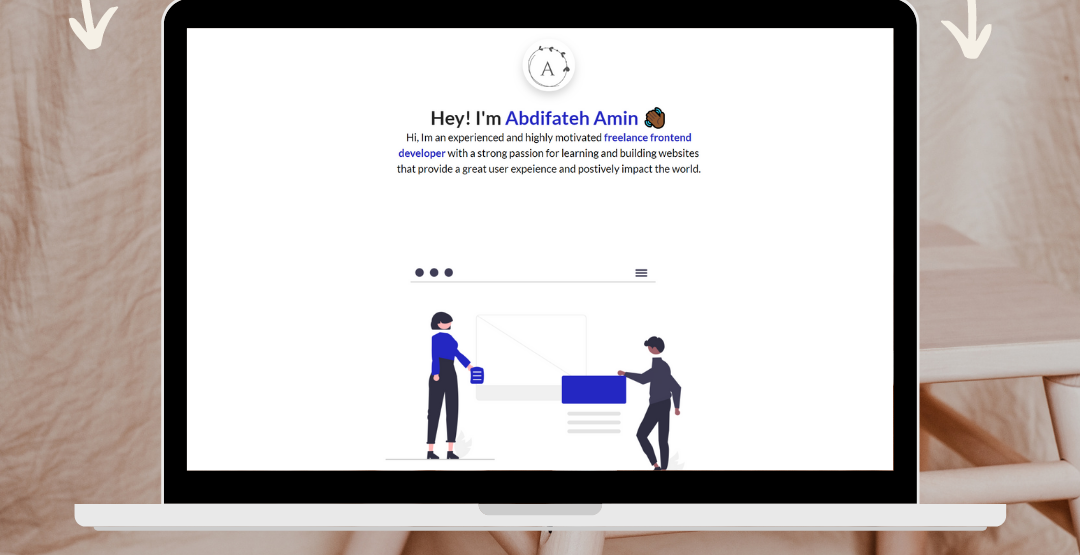 A
Hey! I'm Abdifateh Amin
Hi, Im an experienced and highly motivated freelance frontend
developer with a strong passion for learning and building websites
that provide a great user expeience and postively impact the world.